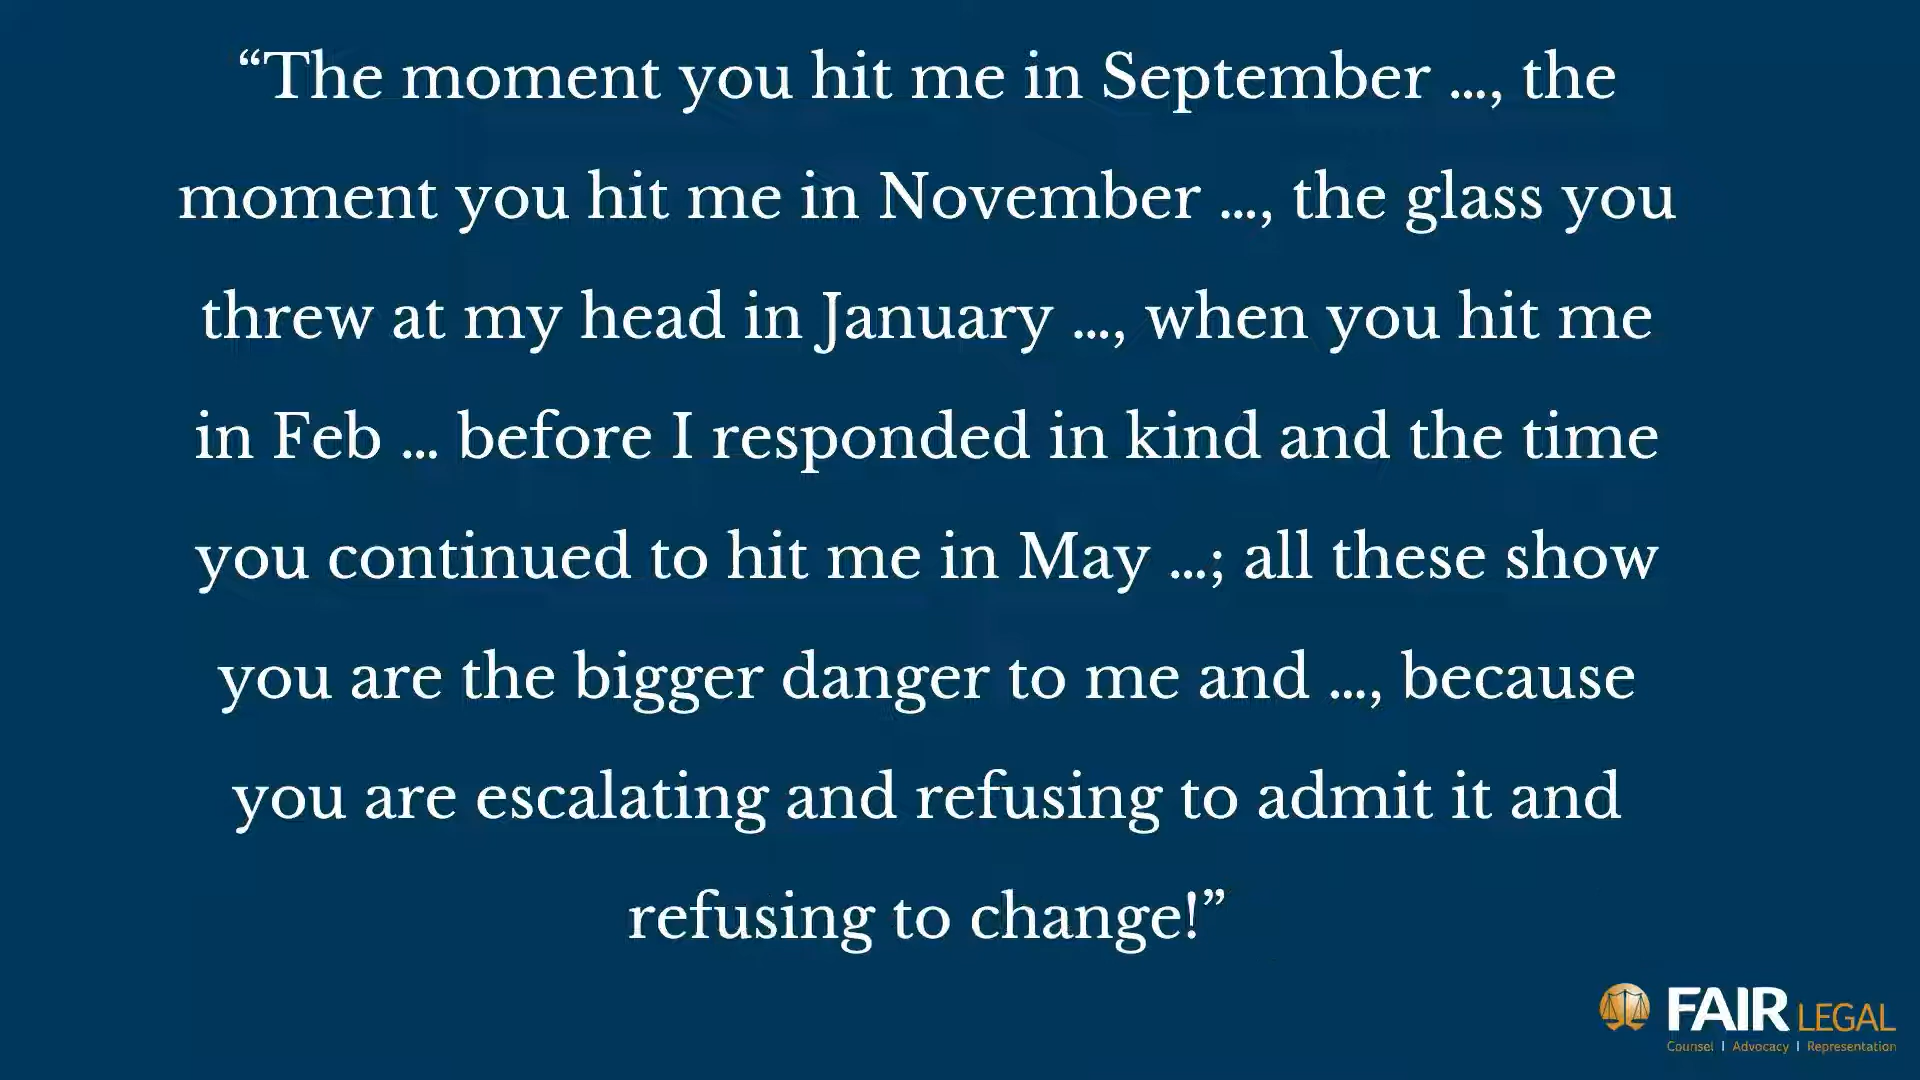 “The moment you hit me in September ..., the
moment you hit me in November ..., the glass you
threw at my head in January ..., when you hit me
in Feb ... before I responded in kind and the time
you continued to hit me in May ...; all these show
you are the bigger danger to me and ..., because
you are escalating and refusing to admit it and
refusing to change!”
FAIR LEGAL
Counsel | Advocacy | Representation